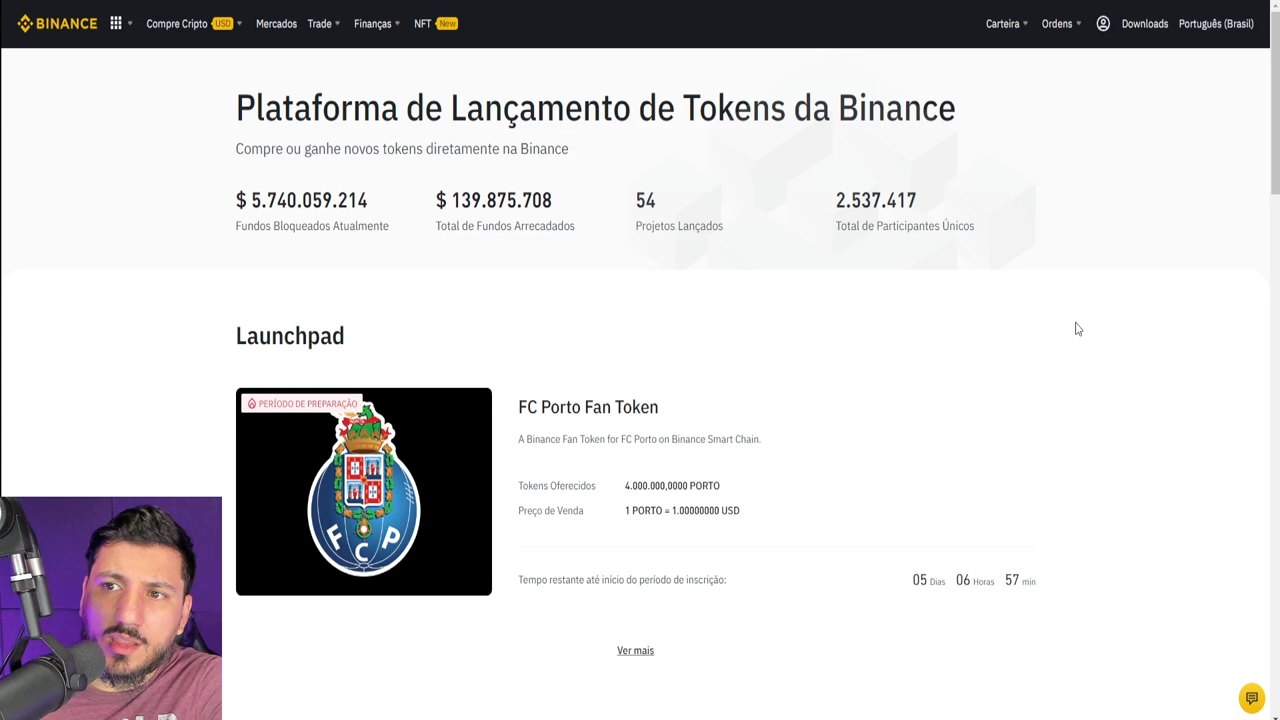 BINANCE Compre Cripto USD Mercados Trade Finanças NFT New Carteira Ordens Downloads Português (Brasil)
Plataforma de Lançamento de Tokens da Binance
Compre ou ganhe novos tokens diretamente na Binance
$ 5.740.059.214 $ 139.875.708 54 2.537.417
Fundos Bloqueados Atualmente Total de Fundos Arrecadados Projetos Lançados Total de Participantes Únicos
Launchpad
PERÍODO DE PREPARAÇÃO
FCP
FC Porto Fan Token
A Binance Fan Token for FC Porto on Binance Smart Chain.
Tokens Oferecidos 4.000.000,0000 PORTO
Preço de Venda 1 PORTO = 1.00000000 USD
Tempo restante até início do período de inscrição: 05 Dias 06 Horas 57 min
Ver mais